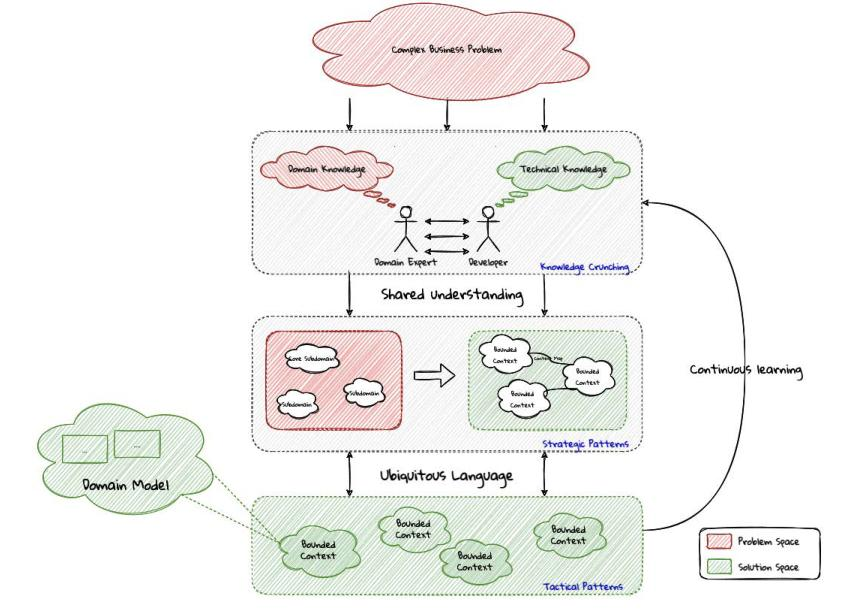 Complex Business Problem
Domain Knowledge
Technical Knowledge
Domain Expert
Developer
Knowledge Crunching
Shared understanding
Core Subdomain
Subdomain
Subdomain
Bounded
Context
Context Map
Bounded
Context
Bounded
Context
Strategic Patterns
Continuous learning
Ubiquitous Language
...
...
Domain Model
Bounded
Context
Bounded
Context
Bounded
Context
Bounded
Context
Tactical Patterns
Problem Space
Solution Space